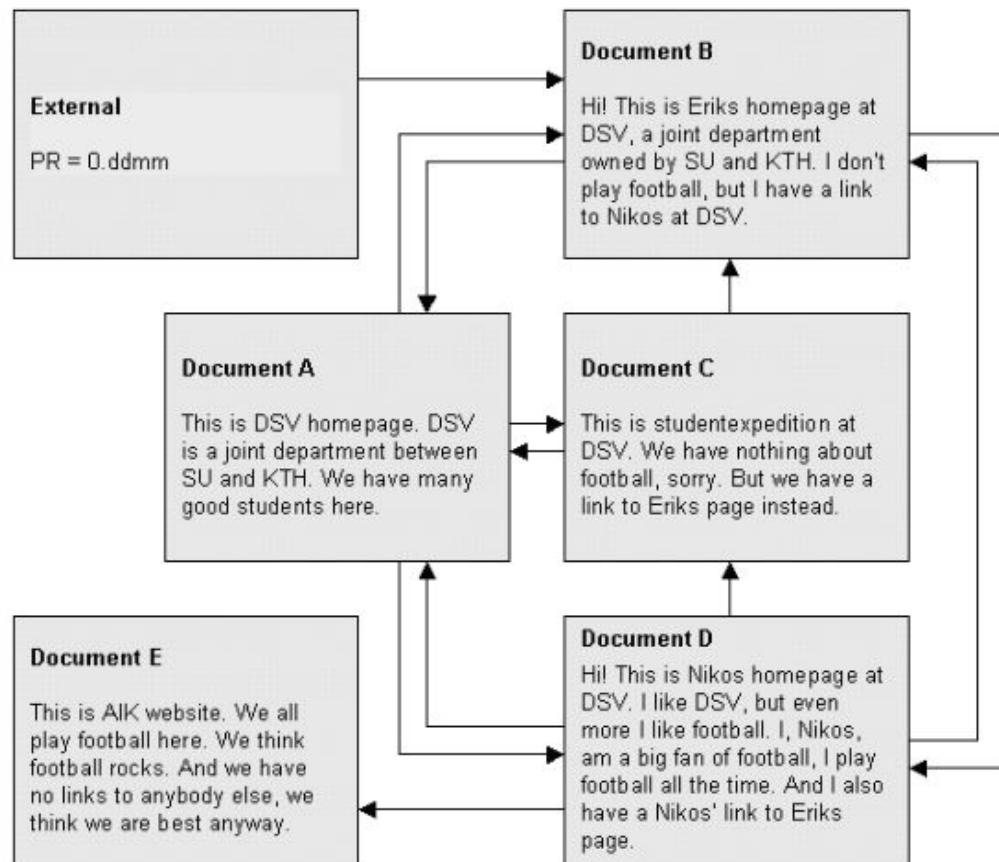 External
PR = 0.ddmm
Document B
Hi! This is Eriks homepage at
DSV, a joint department
owned by SU and KTH. I don't
play football, but I have a link
to Nikos at DSV.
Document A
This is DSV homepage. DSV
is a joint department between
SU and KTH. We have many
good students here.
Document C
This is studentexpedition at
DSV. We have nothing about
football, sorry. But we have a
link to Eriks page instead.
Document E
This is AIK website. We all
play football here. We think
football rocks. And we have
no links to anybody else, we
think we are best anyway.
Document D
Hi! This is Nikos homepage at
DSV. I like DSV, but even
more I like football. I, Nikos,
am a big fan of football, I play
football all the time. And I also
have a Nikos' link to Eriks
page.